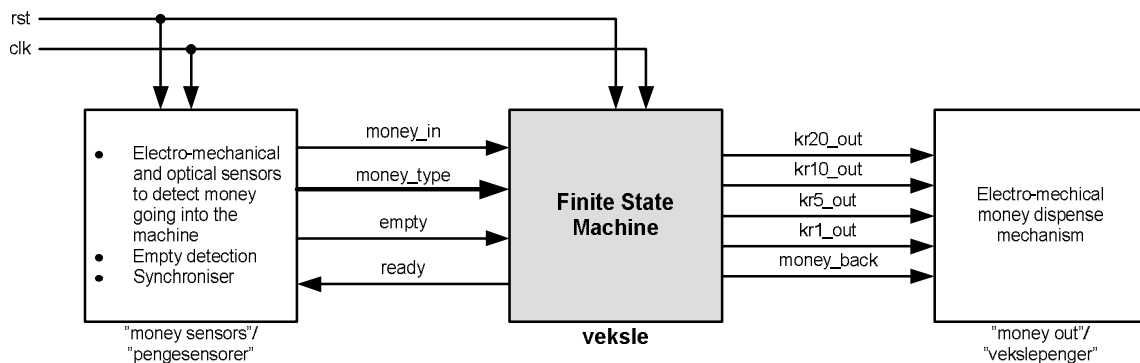 rst
clk
• Electro-mechanical
and optical sensors
to detect money
going into the
machine
• Empty detection
• Synchroniser
"money sensors"/
"pengesensorer"
money_in
money_type
empty
ready
Finite State
Machine
veksle
kr20_out
kr10_out
kr5_out
kr1_out
money_back
Electro-mechical
money dispense
mechanism
"money out"/
"vekslepenger"